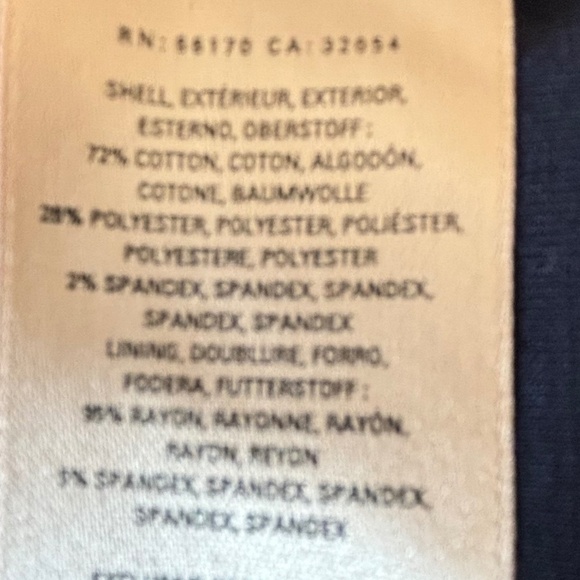 RN: 66170 CA: 32054
SHELL, EXTÉRIEUR, EXTERIOR,
ESTERNO, OBERSTOFF:
72% COTTON, COTON, ALGODÓN,
COTONE, BAUMWOLLE
28% POLYESTER, POLYESTER, POLIÉSTER,
POLYESTERE, POLYESTER
2% SPANDEX, SPANDEX, SPANDEX,
SPANDEX, SPANDEX
LINING, DOUBLURE, FORRO,
FODERA, FUTTERSTOFF:
95% RAYON, RAYONNE, RAYÓN,
RAYON, REYON
5% SPANDEX, SPANDEX, SPANDEX,
SPANDEX, SPANDEX